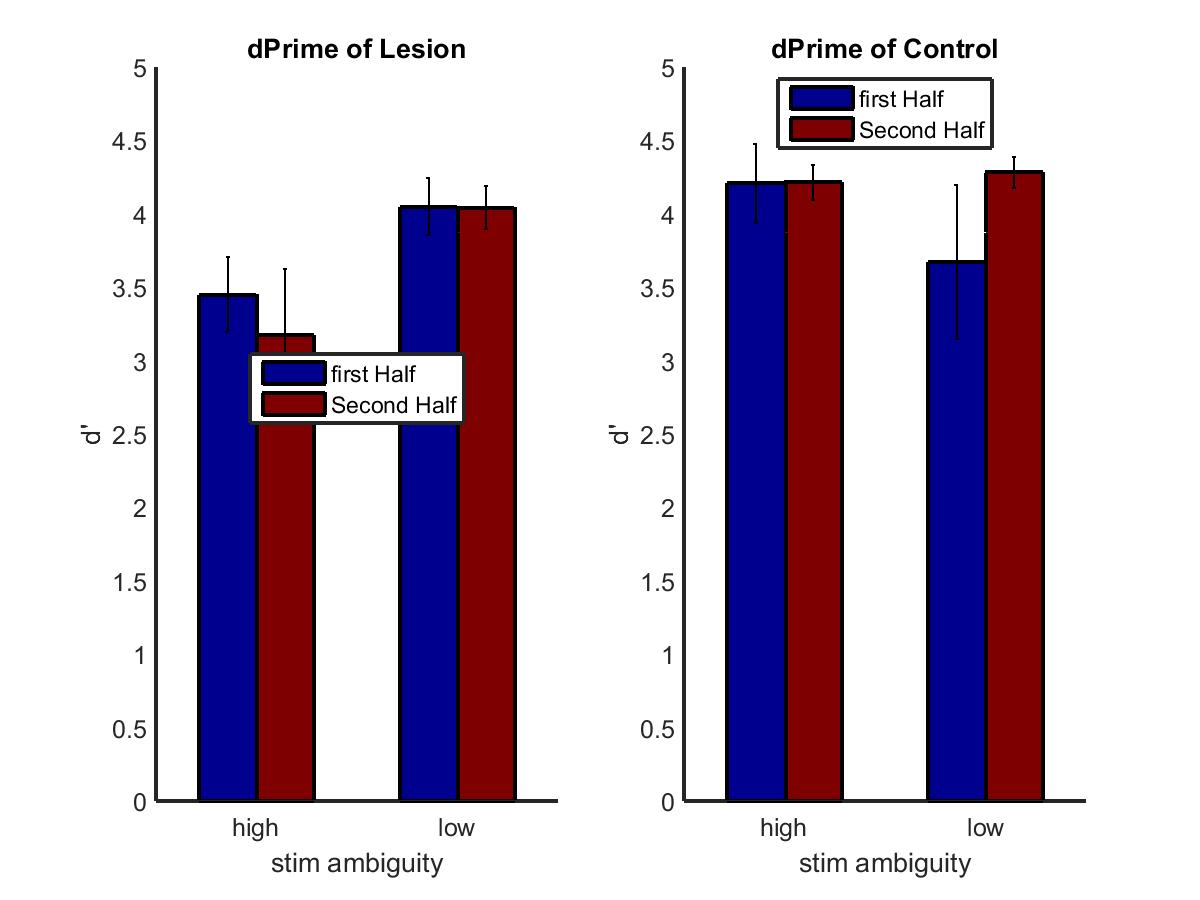 dPrime of Lesion
5
4.5
4
3.5
3
2.5
2
1.5
1
0.5
0
d'
first Half
Second Half
high low
stim ambiguity
dPrime of Control
5
4.5
4
3.5
3
2.5
2
1.5
1
0.5
0
d'
first Half
Second Half
high low
stim ambiguity